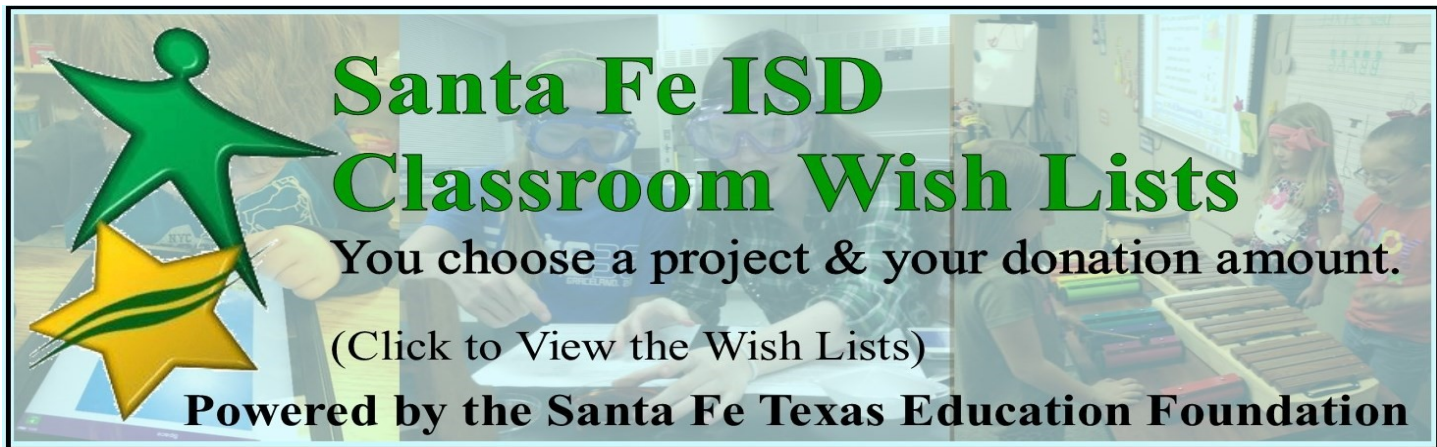 Santa Fe ISD
Classroom Wish Lists
You choose a project & your donation amount.
(Click to View the Wish Lists)
Powered by the Santa Fe Texas Education Foundation